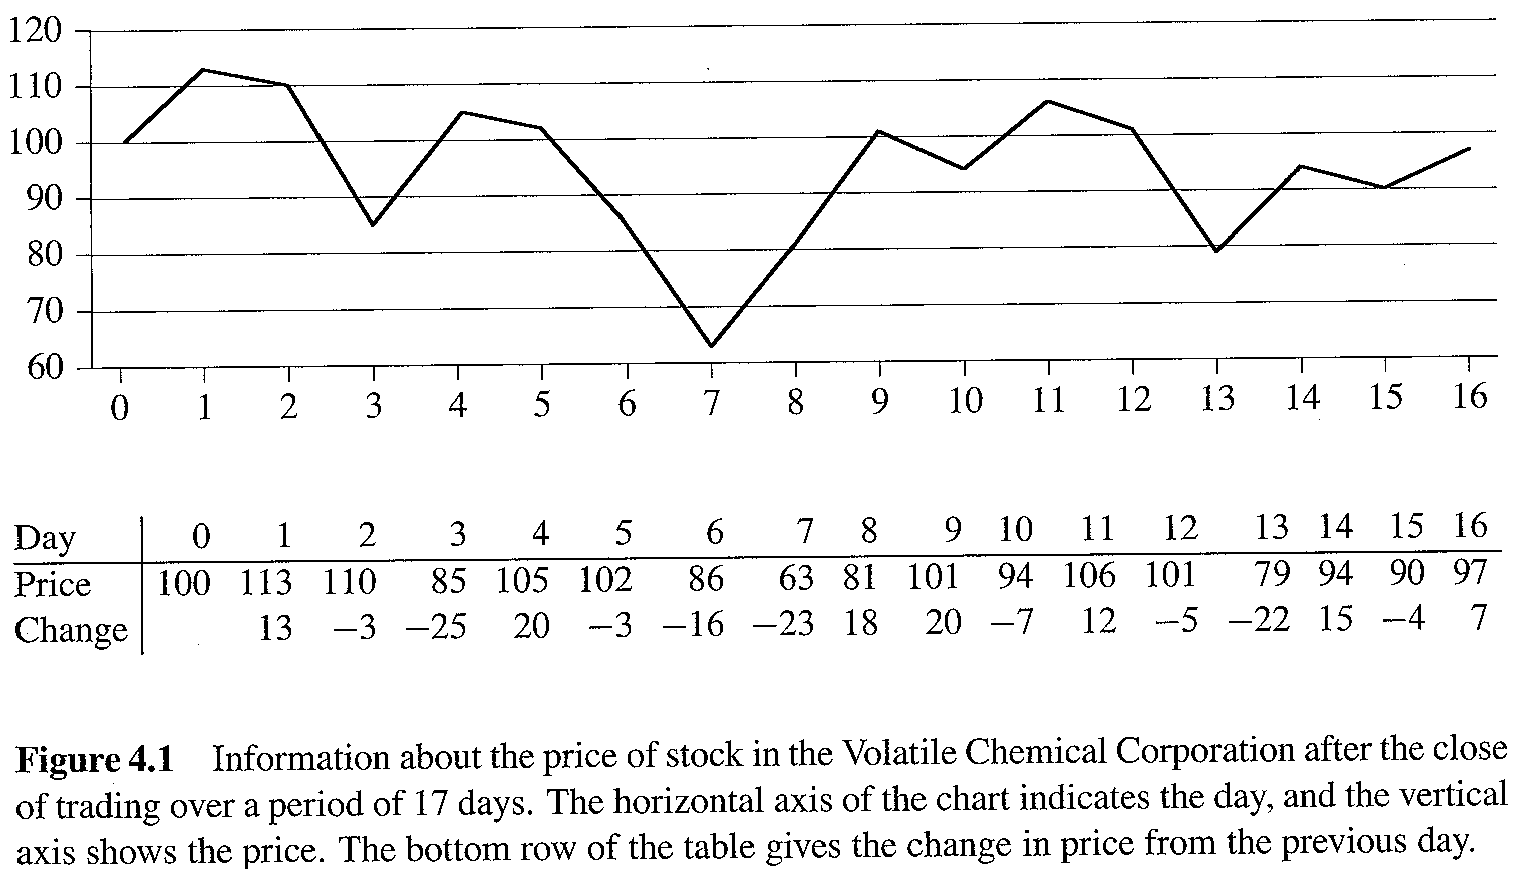 120
110
100
90
80
70
60
0 1 2 3 4 5 6 7 8 9 10 11 12 13 14 15 16
Day 0 1 2 3 4 5 6 7 8 9 10 11 12 13 14 15 16
Price 100 113 110 85 105 102 86 63 81 101 94 106 101 79 94 90 97
Change 13 −3 −25 20 −3 −16 −23 18 20 −7 12 −5 −22 15 −4 7
Figure 4.1 Information about the price of stock in the Volatile Chemical Corporation after the close
of trading over a period of 17 days. The horizontal axis of the chart indicates the day, and the vertical
axis shows the price. The bottom row of the table gives the change in price from the previous day.